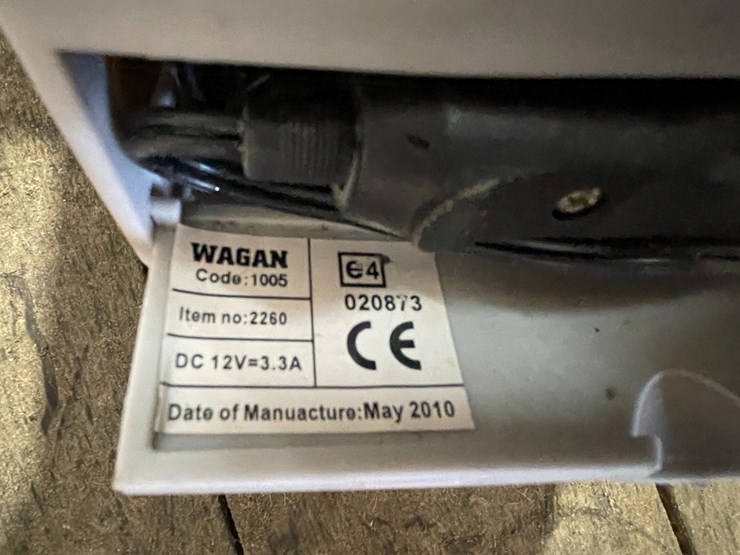 WAGAN
Code:1005
Item no:2260
DC 12V=3.3A
E4
020873
CE
Date of Manuacture:May 2010